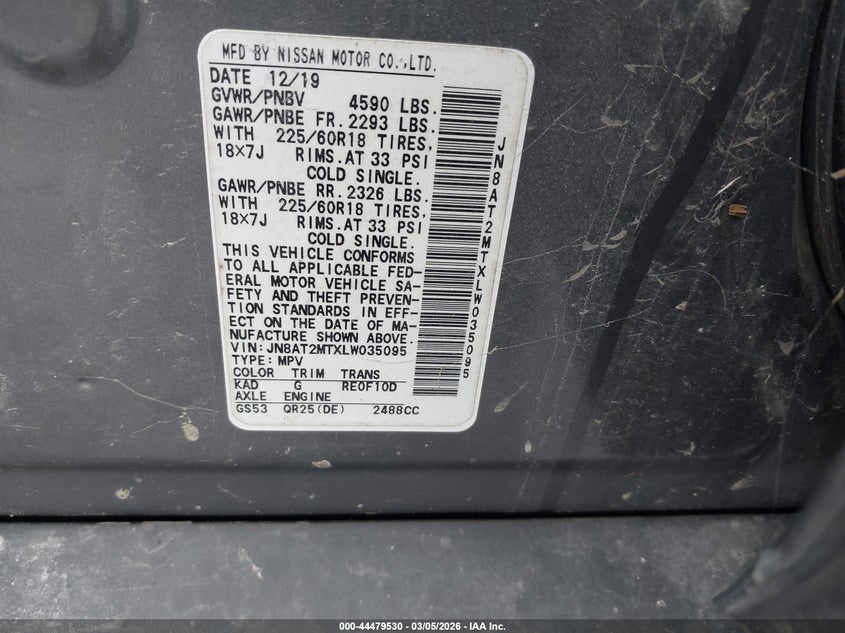 MFD BY NISSAN MOTOR CO.,LTD.
DATE 12/19
GVWR/PNBV 4590 LBS.
GAWR/PNBE FR. 2293 LBS.
WITH 225/60R18 TIRES,
18×7J RIMS. AT 33 PSI
COLD SINGLE.
GAWR/PNBE RR. 2326 LBS.
WITH 225/60R18 TIRES,
18×7J RIMS. AT 33 PSI
COLD SINGLE.
THIS VEHICLE CONFORMS
TO ALL APPLICABLE FED-
ERAL MOTOR VEHICLE SA-
FETY AND THEFT PREVEN-
TION STANDARDS IN EFF-
ECT ON THE DATE OF MA-
NUFACTURE SHOWN ABOVE.
VIN: JN8AT2MTXLW035095
TYPE: MPV
COLOR TRIM TRANS
KAD G RE0F10D
AXLE ENGINE
GS53 QR25(DE) 2488CC
JN8AT2MTXLW035095
000-44479530 — 03/05/2026 — IAA Inc.